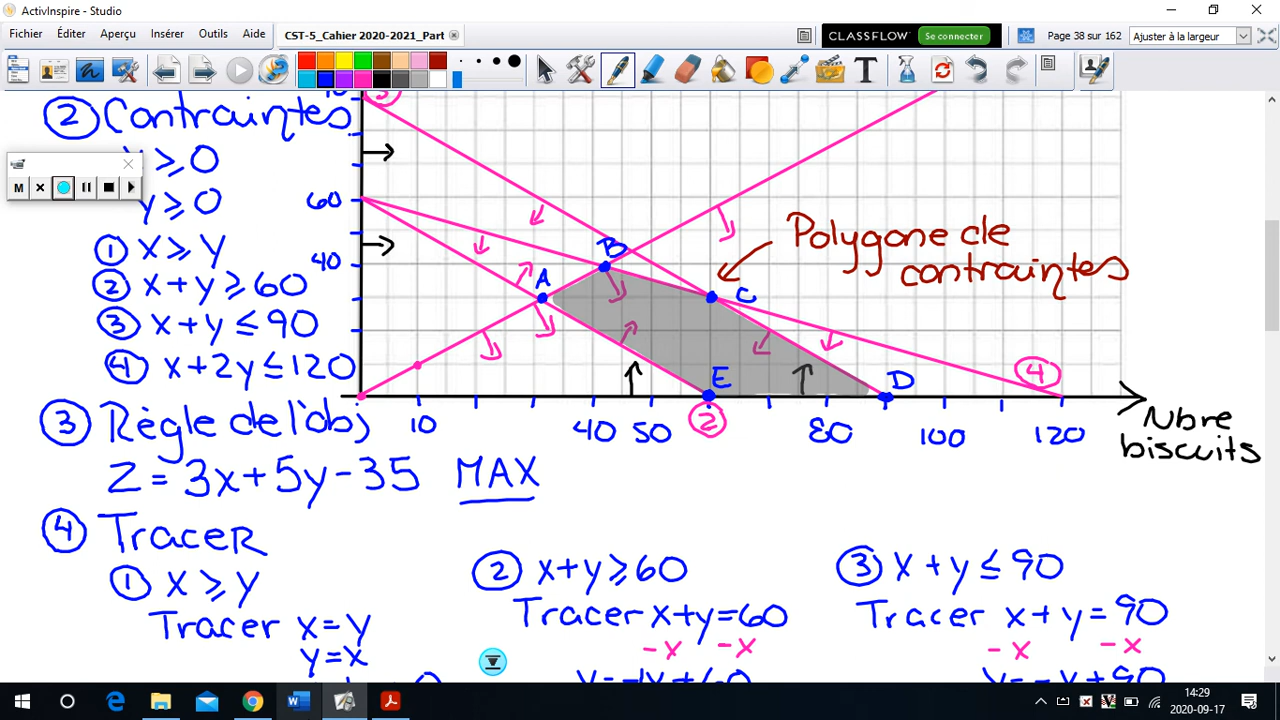 ActivInspire - Studio
Fichier Éditer Aperçu Insérer Outils Aide CST-5_Cahier 2020-2021_Part
CLASSFLOW Se connecter Page 38 sur 162 Ajuster à la largeur
② Contraintes
≥ 0
y ≥ 0
① x ≥ y
② x + y ≥ 60
③ x + y ≤ 90
④ x + 2y ≤ 120
M
60
40
A
B
C
D
E
Polygone de
contraintes
④
②
10 40 50 80 100 120
Nbre
biscuits
③ Règle de l'obj
Z = 3x + 5y - 35 MAX
④ Tracer
① x ≥ y
Tracer x = y
y = x
② x + y ≥ 60
Tracer x + y = 60
- x - x
③ x + y ≤ 90
Tracer x + y = 90
- x - x
14:29
2020-09-17